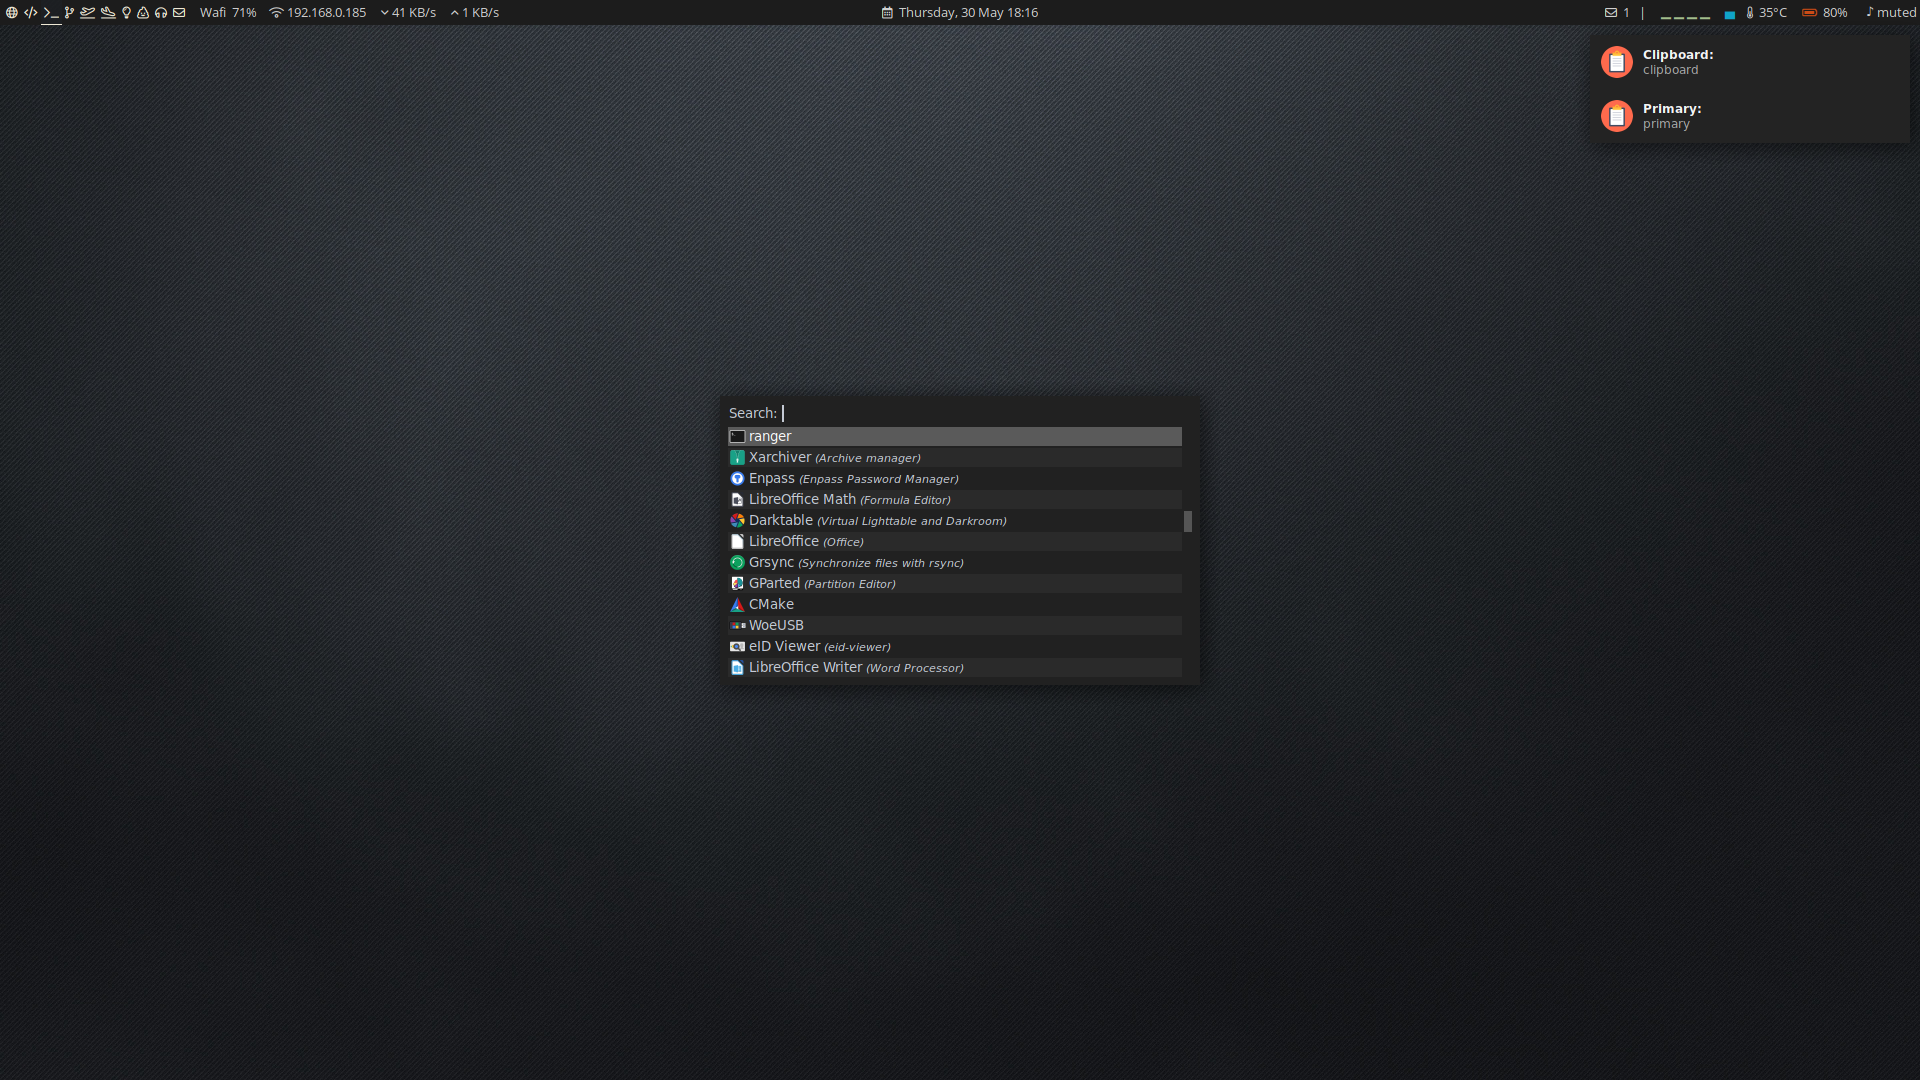 Wafi 71% 192.168.0.185 41 KB/s 1 KB/s Thursday, 30 May 18:16 1 | 35°C 80% muted
Clipboard:
clipboard
Primary:
primary
Search:
ranger
Xarchiver (Archive manager)
Enpass (Enpass Password Manager)
LibreOffice Math (Formula Editor)
Darktable (Virtual Lighttable and Darkroom)
LibreOffice (Office)
Grsync (Synchronize files with rsync)
GParted (Partition Editor)
CMake
WoeUSB
eID Viewer (eid-viewer)
LibreOffice Writer (Word Processor)